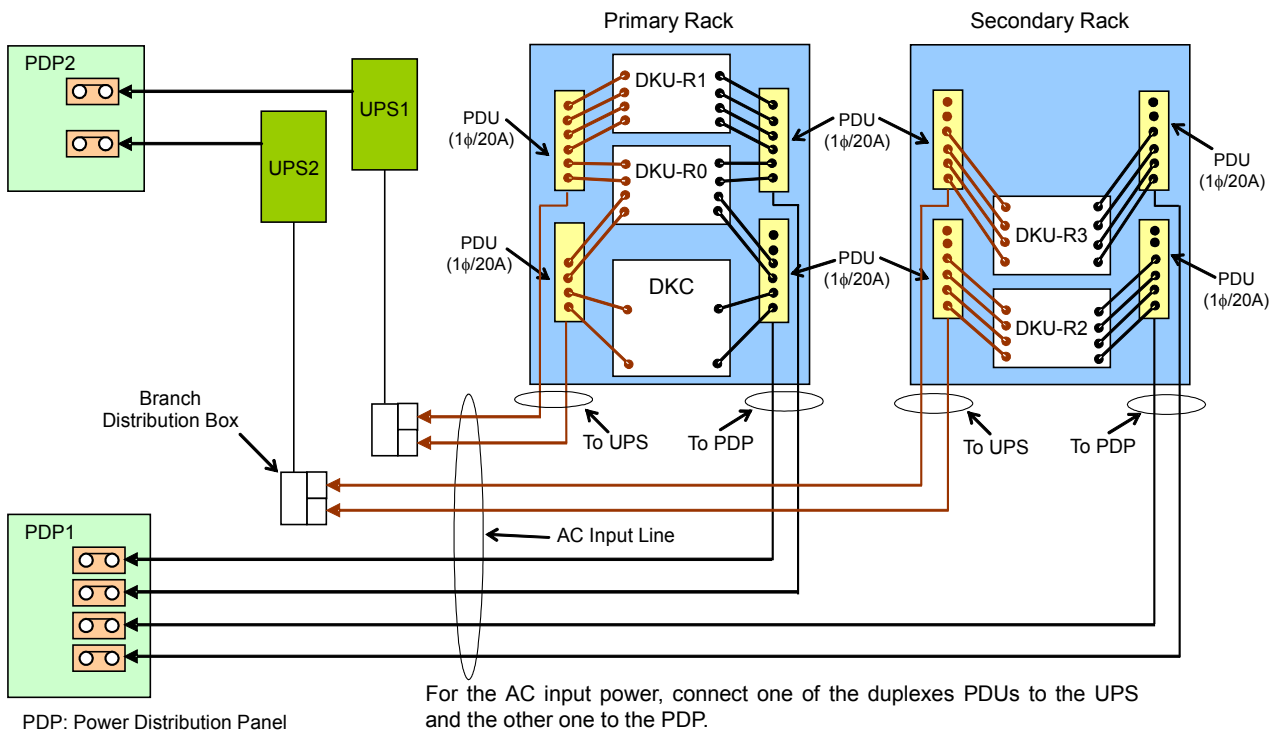 Primary Rack
Secondary Rack
PDP2
UPS1
UPS2
DKU-R1
DKU-R0
DKC
PDU
(1ϕ/20A)
PDU
(1ϕ/20A)
PDU
(1ϕ/20A)
PDU
(1ϕ/20A)
PDU
(1ϕ/20A)
PDU
(1ϕ/20A)
DKU-R3
DKU-R2
Branch
Distribution Box
To UPS
To PDP
To UPS
To PDP
PDP1
AC Input Line
For the AC input power, connect one of the duplexes PDUs to the UPS
and the other one to the PDP.
PDP: Power Distribution Panel